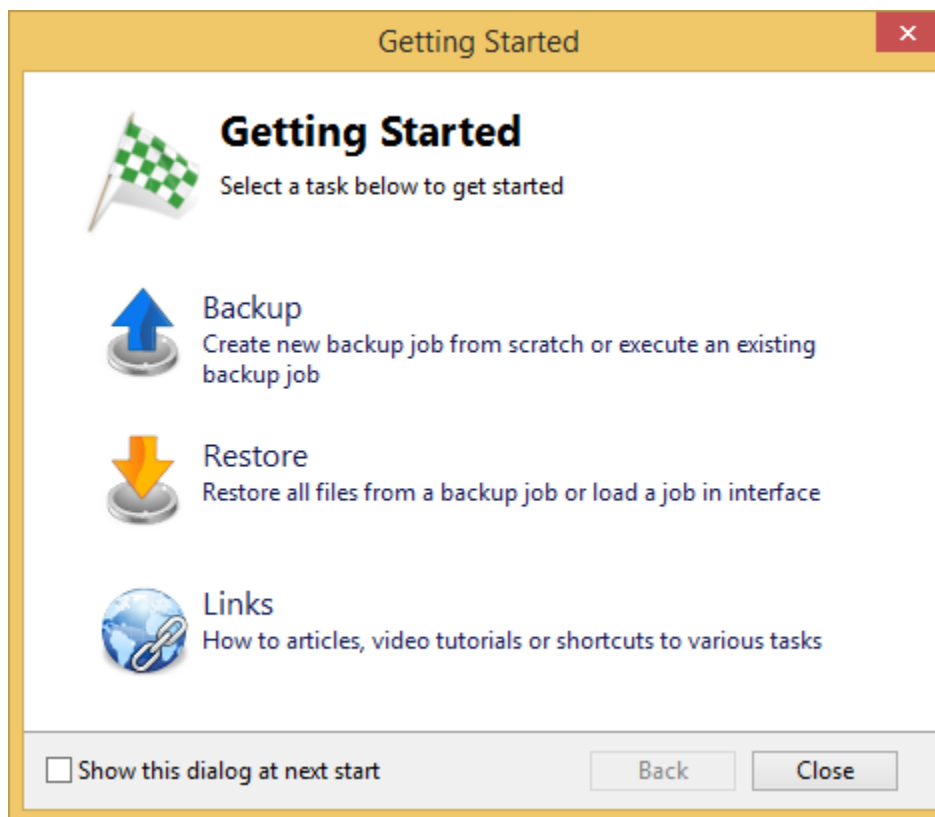 Getting Started
Getting Started
Select a task below to get started
Backup
Create new backup job from scratch or execute an existing
backup job
Restore
Restore all files from a backup job or load a job in interface
Links
How to articles, video tutorials or shortcuts to various tasks
Show this dialog at next start
Back
Close